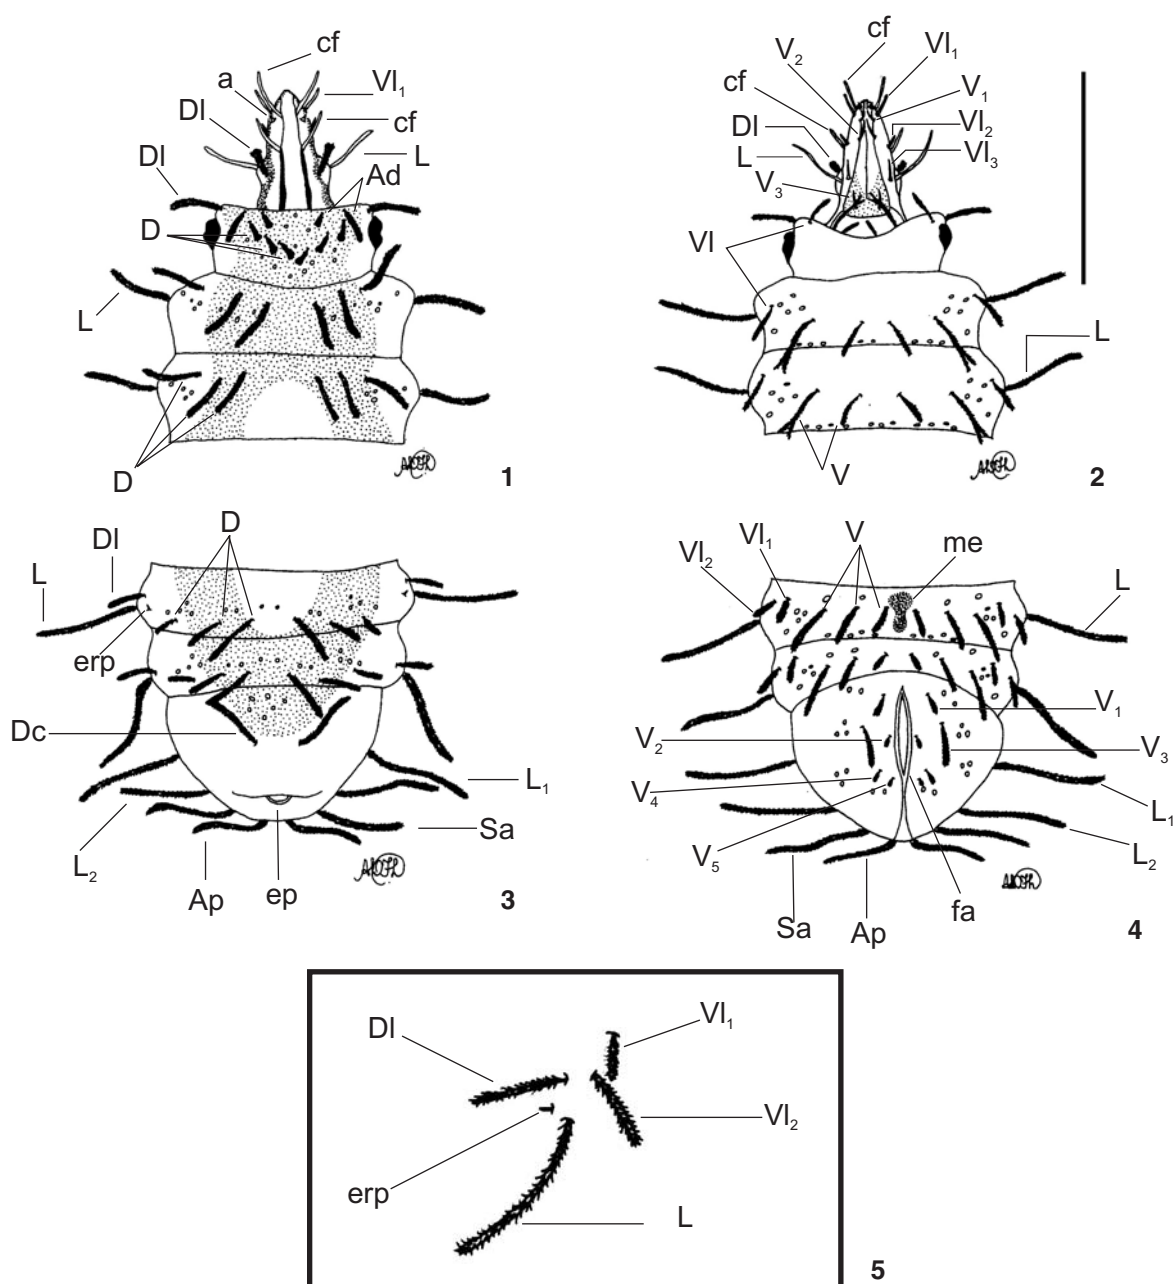 cf
a
Vl₁
Dl
cf
L
Dl
Ad
D
L
D
1
cf
V₂
Vl₁
cf
V₁
Dl
Vl₂
L
Vl₃
V₃
Vl
L
V
2
D
Dl
L
erp
Dc
L₁
L₂
Sa
Ap
ep
3
V
me
Vl₁
Vl₂
L
V₁
V₂
V₃
V₄
L₁
V₅
L₂
Sa
Ap
fa
4
Vl₁
Dl
Vl₂
erp
L
5